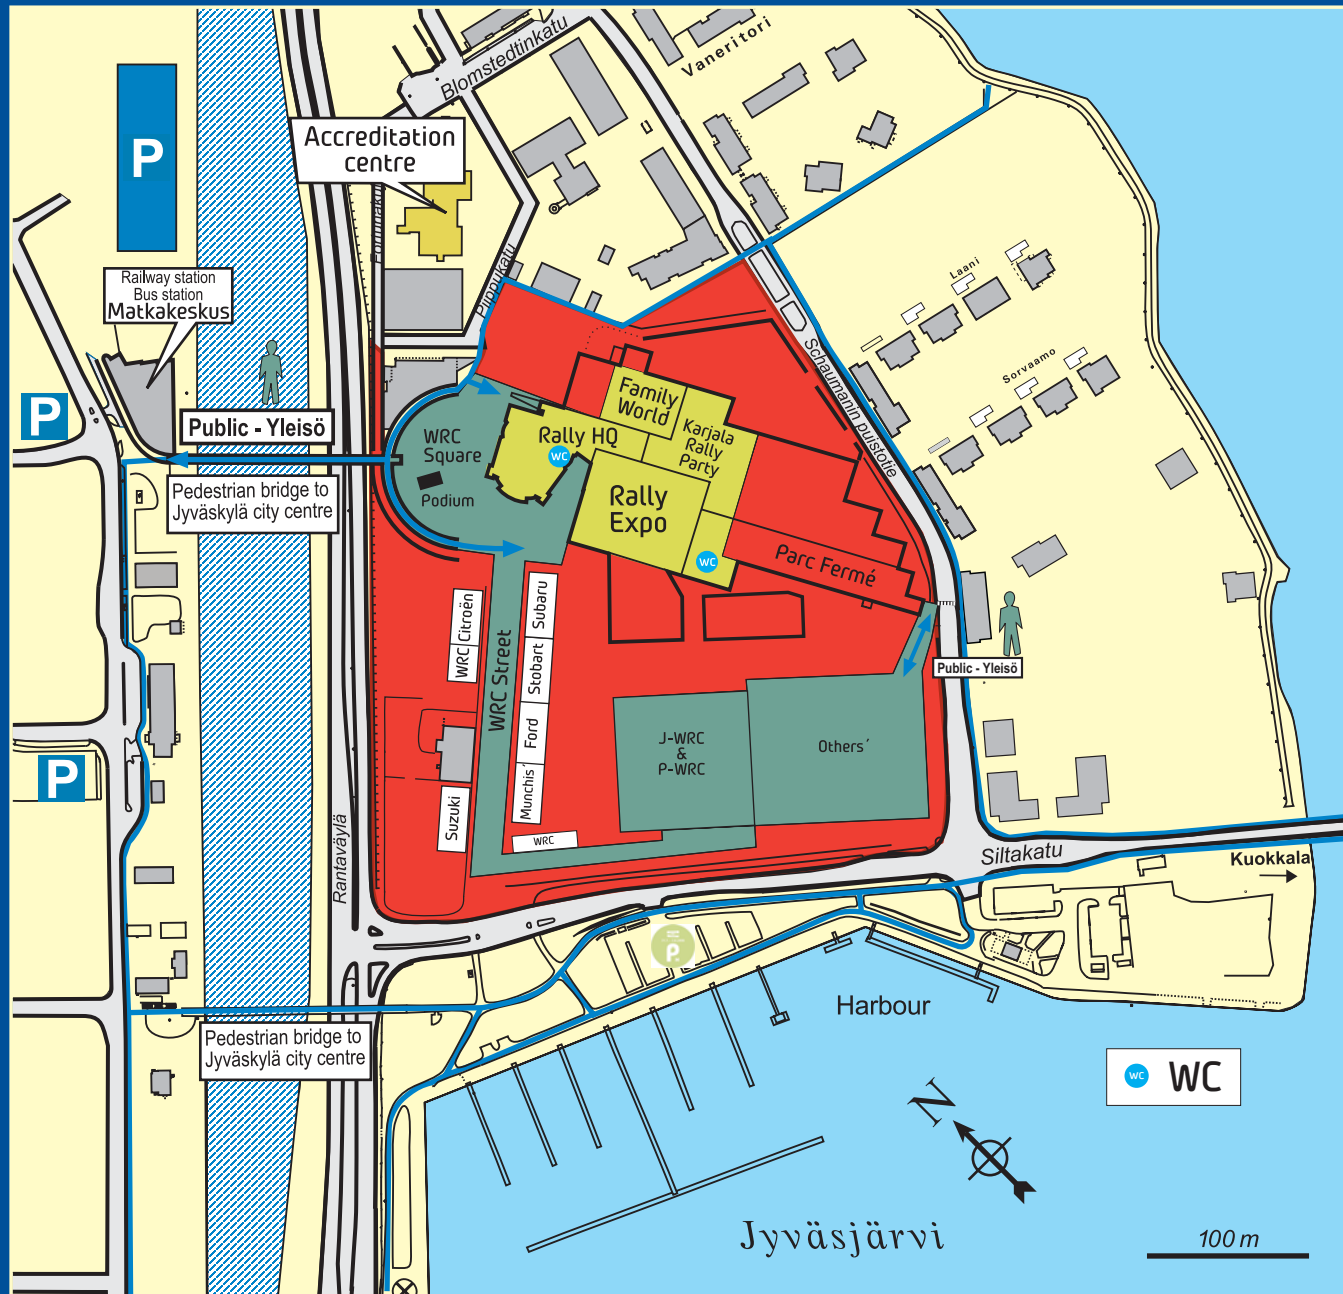 Vaneritori
Blomstedtinkatu
P
Accreditation
centre
Piippukatu
Railway station
Bus station
Matkakeskus
Laani
Sorvaamo
Schaumanin puistotie
P
Public - Yleisö
Pedestrian bridge to
Jyväskylä city centre
WRC
Square
Podium
Rally HQ
WC
Family
World
Karjala
Rally
Party
Rally
Expo
WC
Parc Fermé
Public - Yleisö
Citroën
WRC
Suzuki
WRC Street
Subaru
Stobart
Ford
Munchis´
WRC
J-WRC
&
P-WRC
Others´
P
Rantaväylä
Siltakatu
Kuokkala
P.
Harbour
Pedestrian bridge to
Jyväskylä city centre
WC WC
N
Jyväsjärvi
100 m